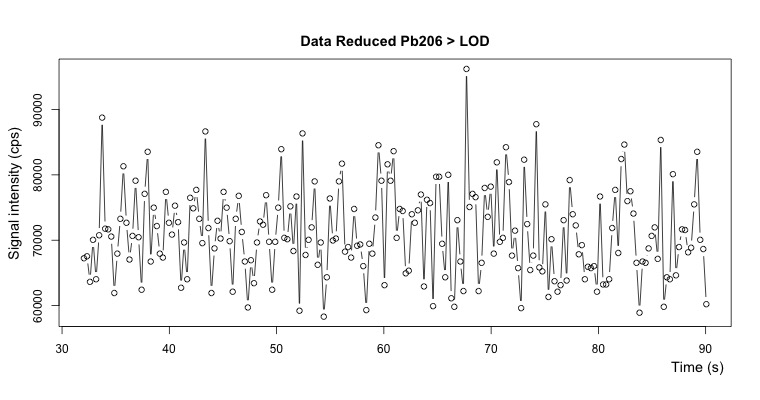 Data Reduced Pb206 > LOD
Signal intensity (cps)
90000
80000
70000
60000
30 40 50 60 70 80 90
Time (s)